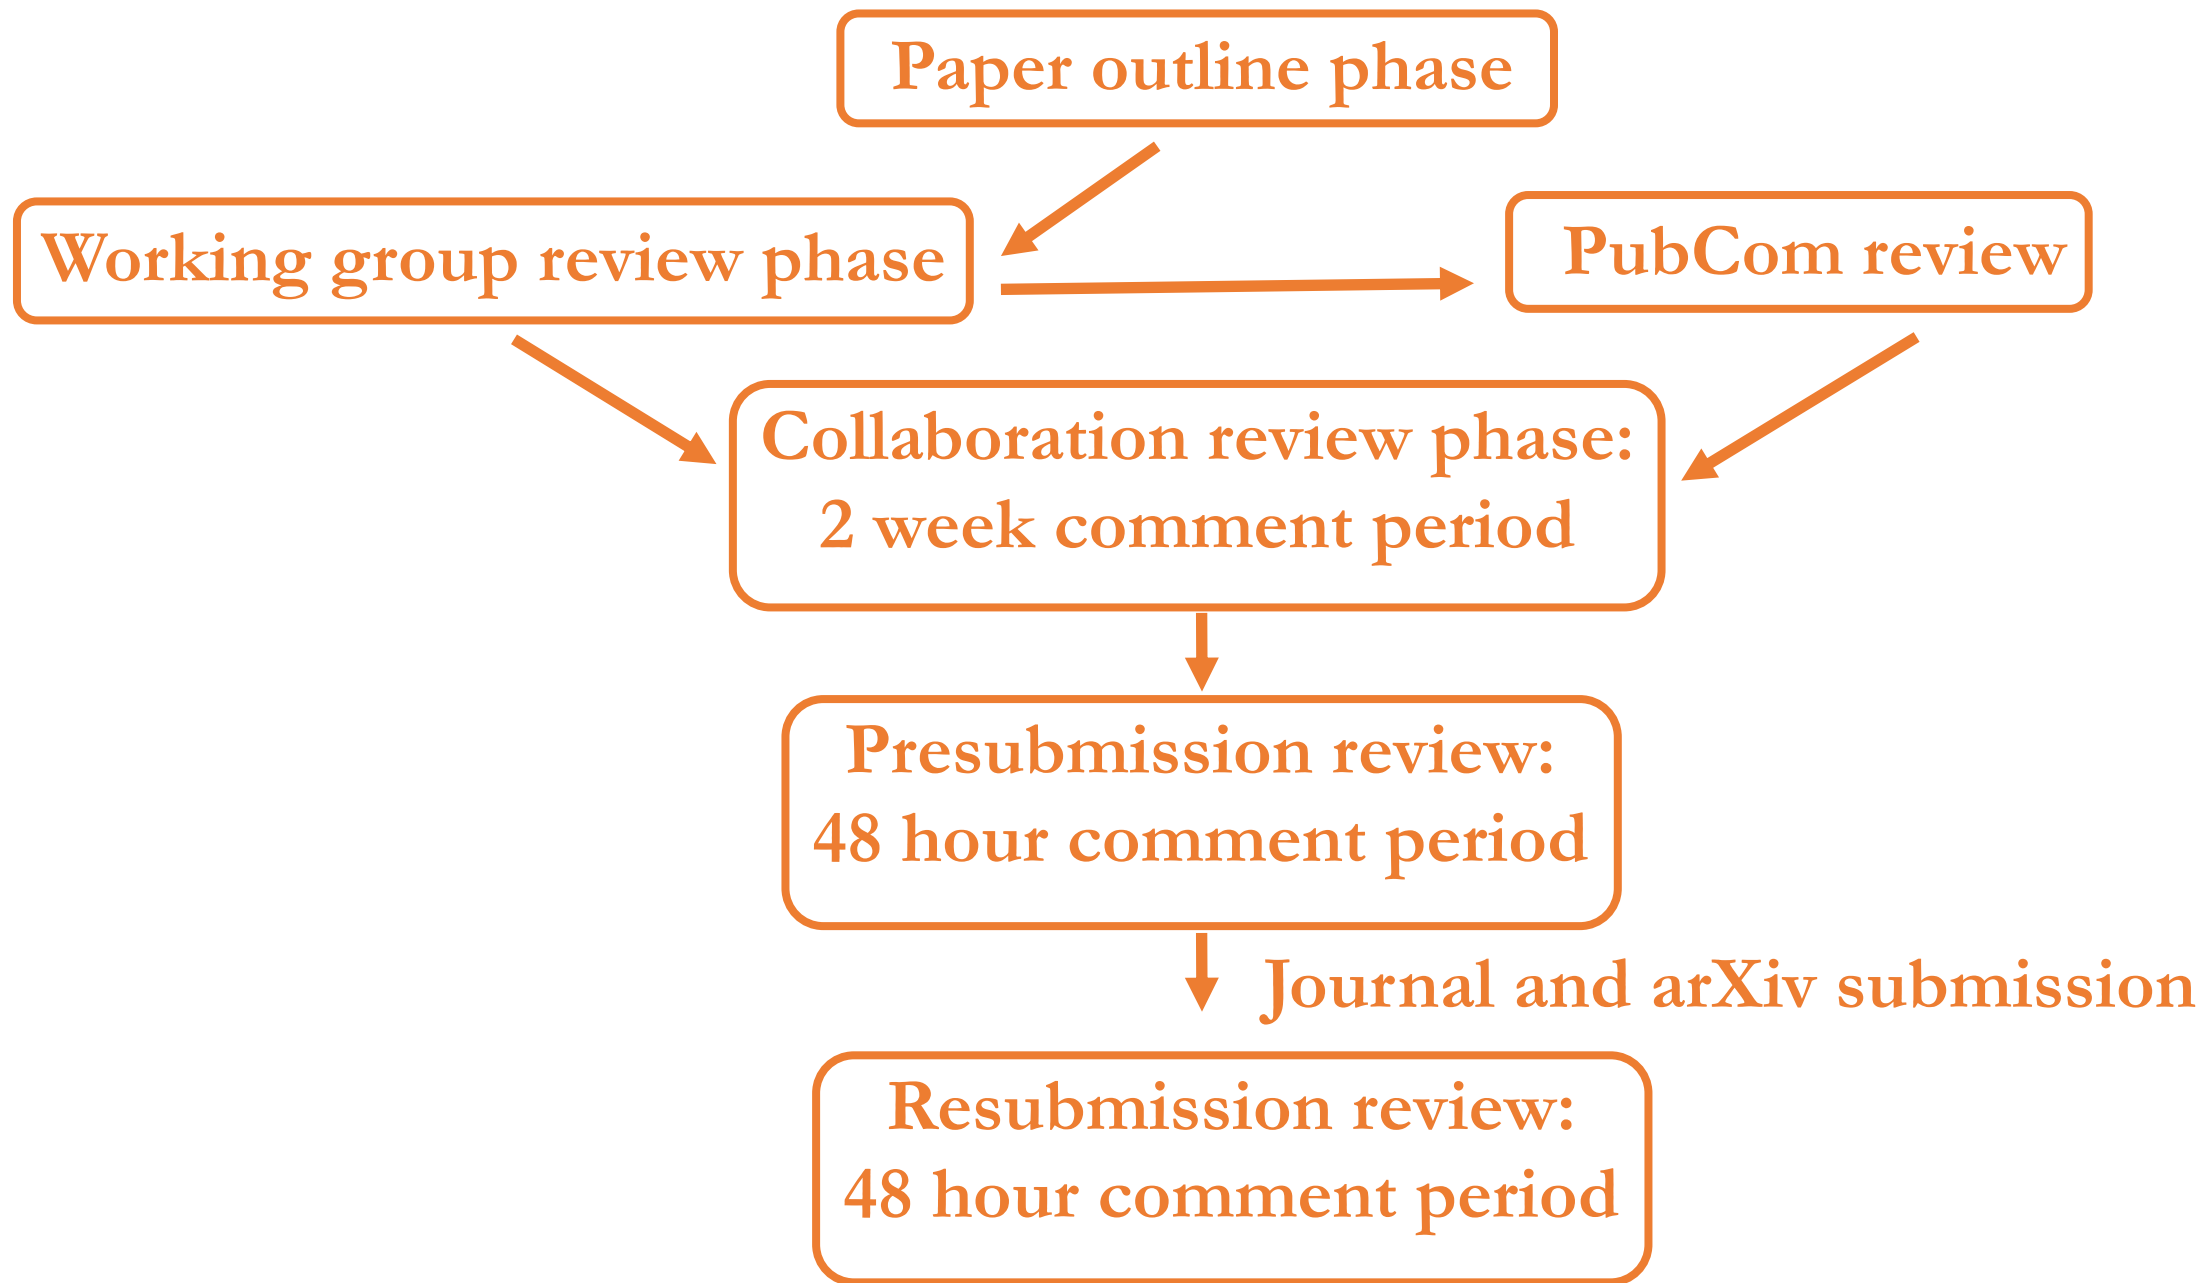 Paper outline phase
Working group review phase
PubCom review
Collaboration review phase:
2 week comment period
Presubmission review:
48 hour comment period
Journal and arXiv submission
Resubmission review:
48 hour comment period